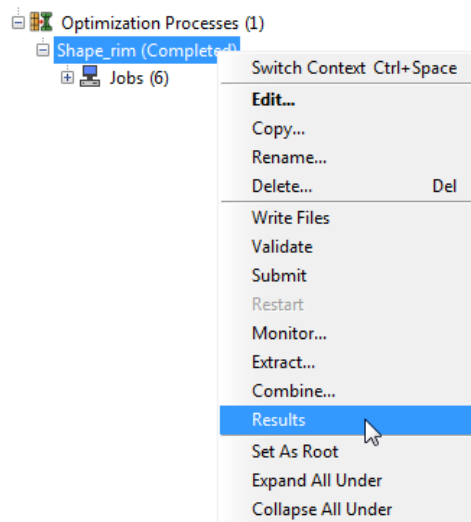 Optimization Processes (1)
Shape_rim (Completed)
Jobs (6)
Switch Context Ctrl+Space
Edit...
Copy...
Rename...
Delete... Del
Write Files
Validate
Submit
Restart
Monitor...
Extract...
Combine...
Results
Set As Root
Expand All Under
Collapse All Under